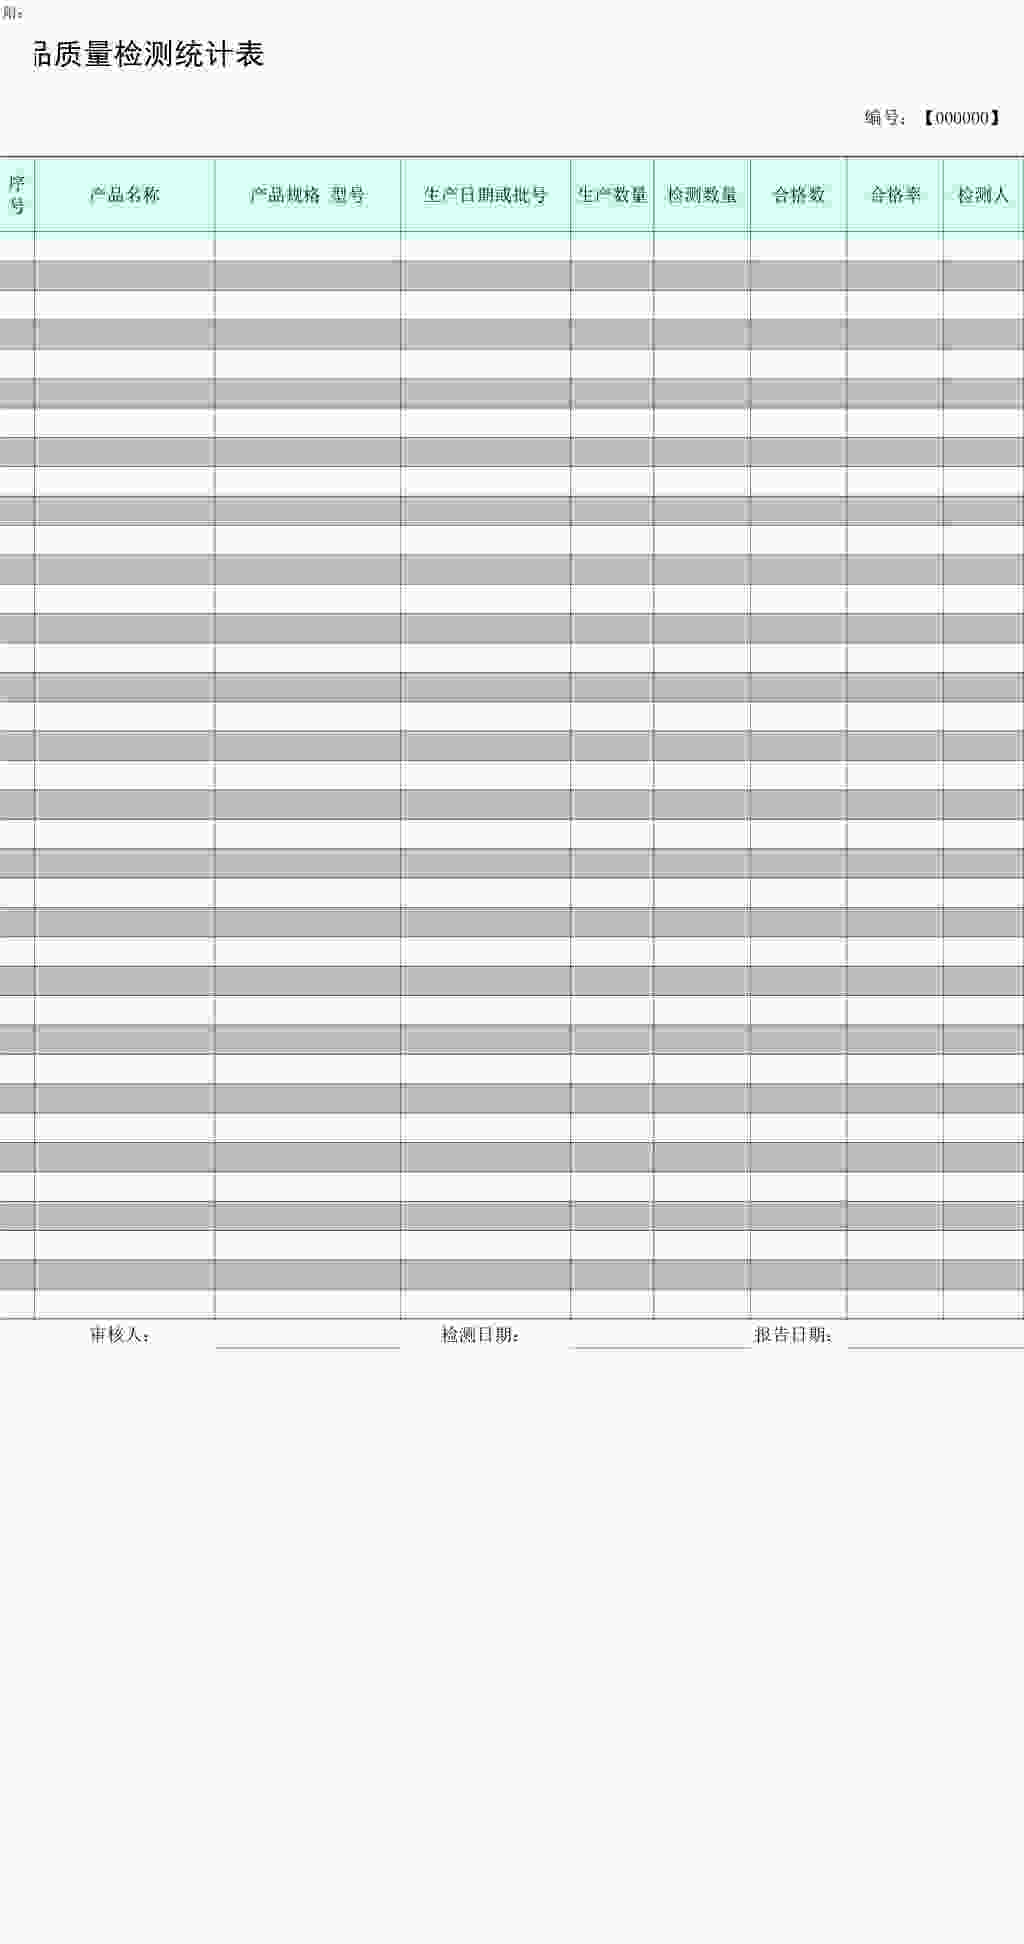 附:
品质量检测统计表
编号:【000000】
序号 产品名称 产品规格 型号 生产日期或批号 生产数量 检测数量 合格数 合格率 检测人
审核人: 检测日期: 报告日期: